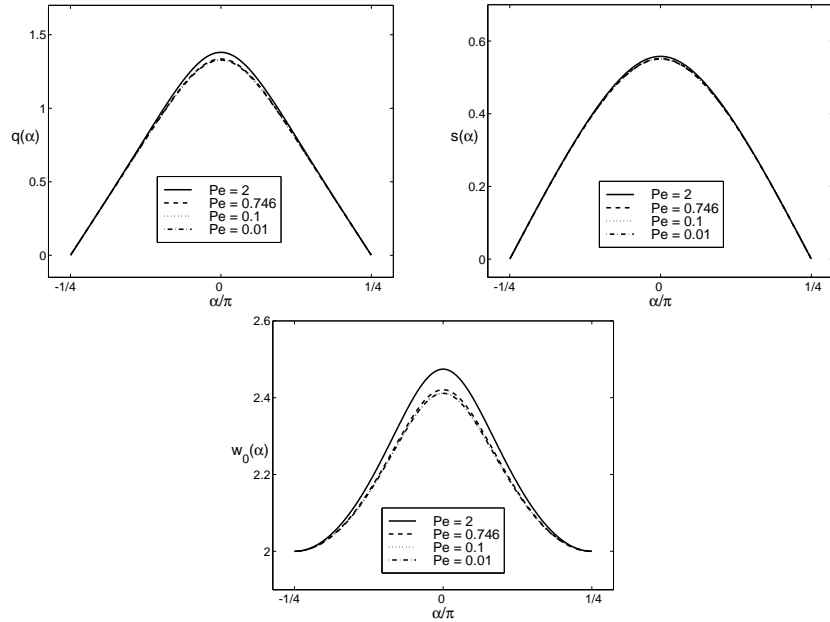 1.5
1
q(α)
0.5
0
Pe = 2
Pe = 0.746
Pe = 0.1
Pe = 0.01
-1/4
0
1/4
α/π
0.6
0.4
s(α)
0.2
0
Pe = 2
Pe = 0.746
Pe = 0.1
Pe = 0.01
-1/4
0
1/4
α/π
2.6
2.4
w0(α)
2.2
2
Pe = 2
Pe = 0.746
Pe = 0.1
Pe = 0.01
-1/4
0
1/4
α/π